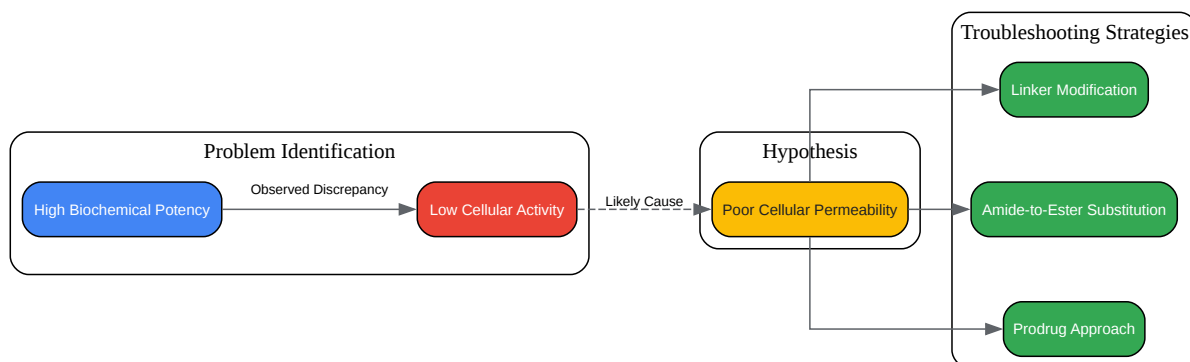 Problem Identification
High Biochemical Potency
Observed Discrepancy
Low Cellular Activity
Likely Cause
Hypothesis
Poor Cellular Permeability
Troubleshooting Strategies
Linker Modification
Amide-to-Ester Substitution
Prodrug Approach